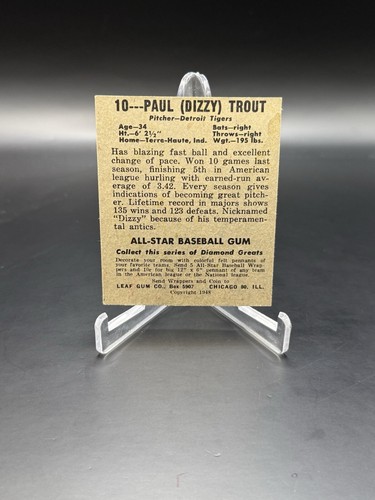 10---PAUL (DIZZY) TROUT
Pitcher—Detroit Tigers
Age—34 Bats—right
Ht.—6' 2½" Throws—right
Home—Terre-Haute, Ind. Wgt.—195 lbs.
Has blazing fast ball and excellent
change of pace. Won 10 games last
season, finishing 5th in American
league hurling with earned-run av-
erage of 3.42. Every season gives
indications of becoming great pitch-
er. Lifetime record in majors shows
135 wins and 123 defeats. Nicknamed
"Dizzy" because of his temperamen-
tal antics.
ALL-STAR BASEBALL GUM
Collect this series of Diamond Greats
Decorate your room with colorful felt pennants of
your favorite teams. Send 5 All-Star Baseball Wrap-
pers and 10c for big 12" x 6" pennant of any team
in the American league or the National league.
Send Wrappers and Coin to
LEAF GUM CO., Box 5907 CHICAGO 80, ILL.
Copyright 1948